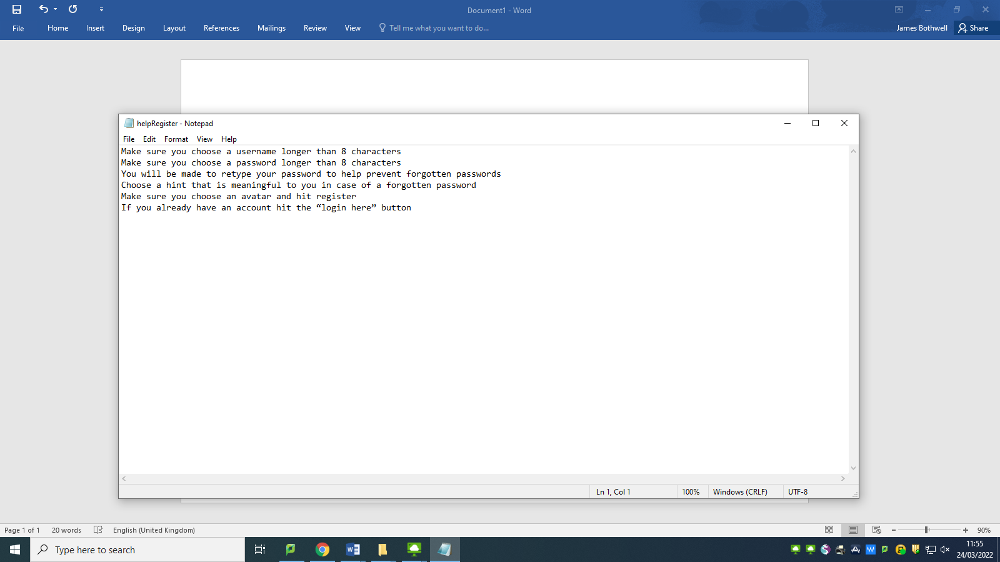 Document1 - Word
File Home Insert Design Layout References Mailings Review View Tell me what you want to do... James Bothwell Share
helpRegister - Notepad
File Edit Format View Help
Make sure you choose a username longer than 8 characters
Make sure you choose a password longer than 8 characters
You will be made to retype your password to help prevent forgotten passwords
Choose a hint that is meaningful to you in case of a forgotten password
Make sure you choose an avatar and hit register
If you already have an account hit the “login here” button
Ln 1, Col 1 100% Windows (CRLF) UTF-8
Page 1 of 1 20 words English (United Kingdom) 90%
Type here to search 11:55
24/03/2022